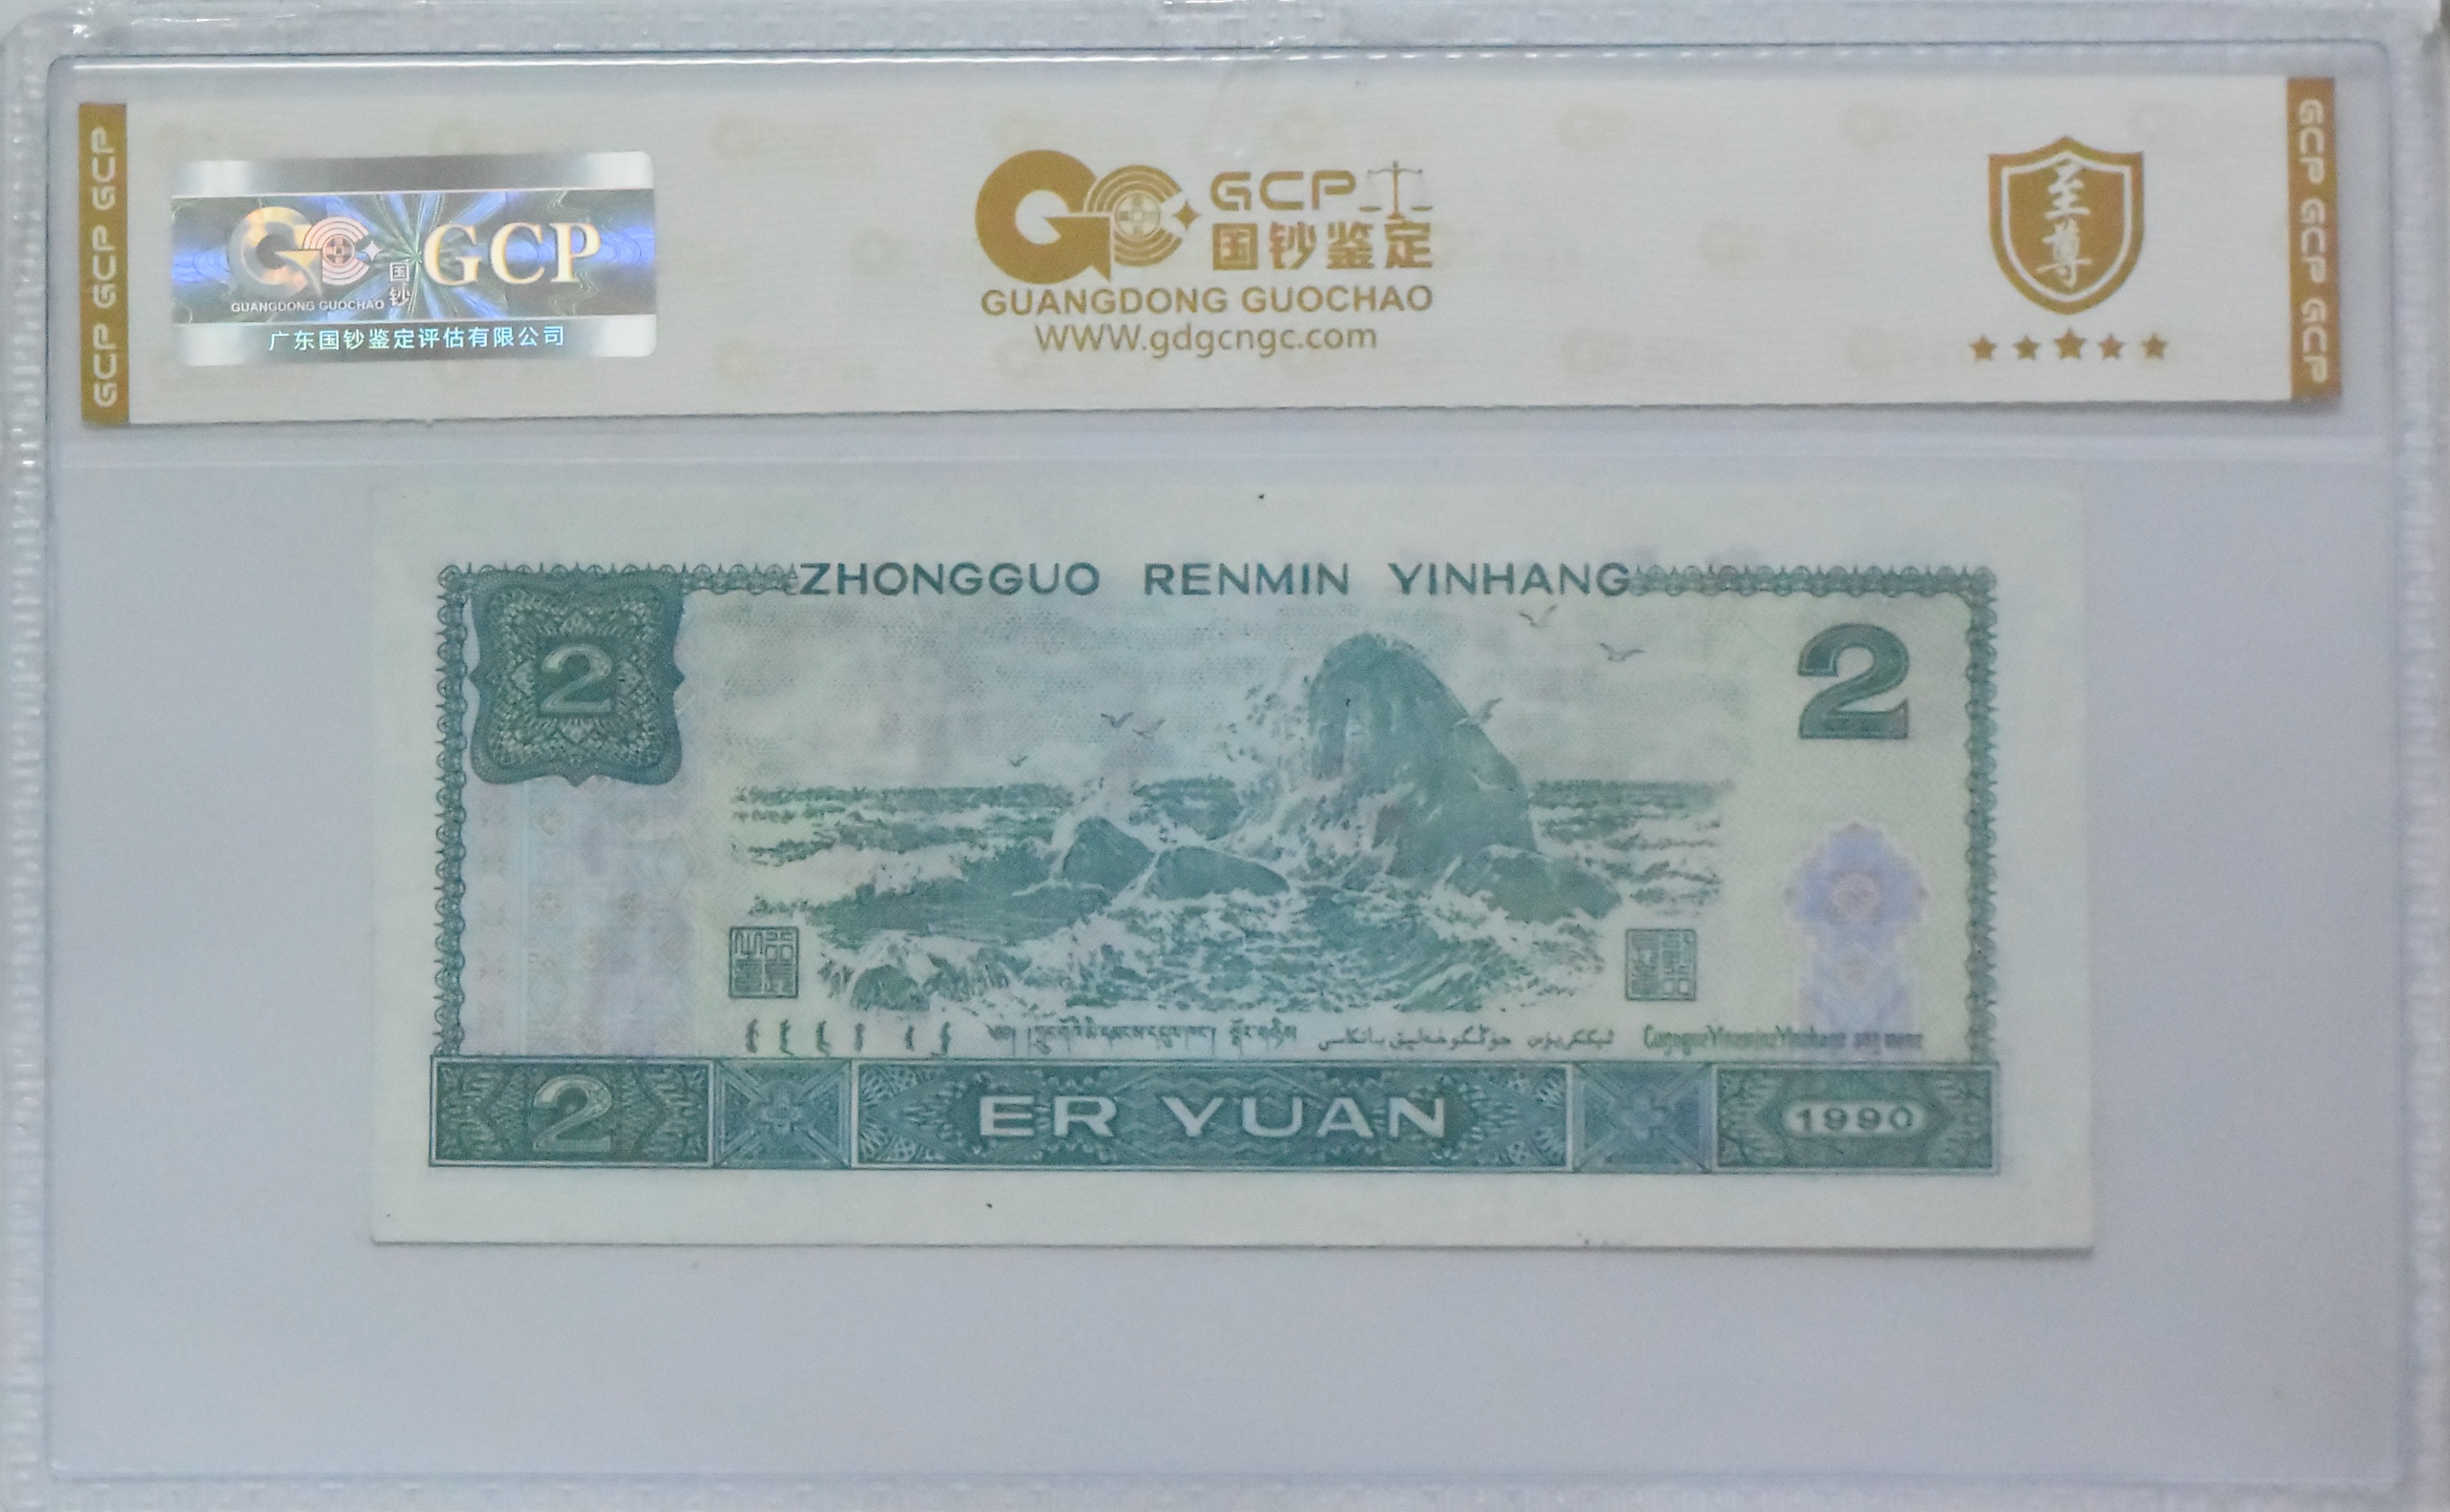 GCP GCP GCP
GCP
国钞
GUANGDONG GUOCHAO
广东国钞鉴定评估有限公司
GCP
国钞鉴定
GUANGDONG GUOCHAO
WWW.gdgcngc.com
至尊
GCP GCP GCP
ZHONGGUO RENMIN YINHANG
2
2
2
ER YUAN
1990